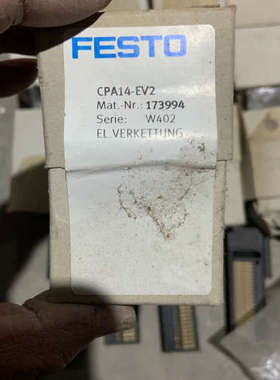 FESTO
CPA14-EV2
Mat.-Nr.: 173994
Serie: W402
EL VERKETTUNG